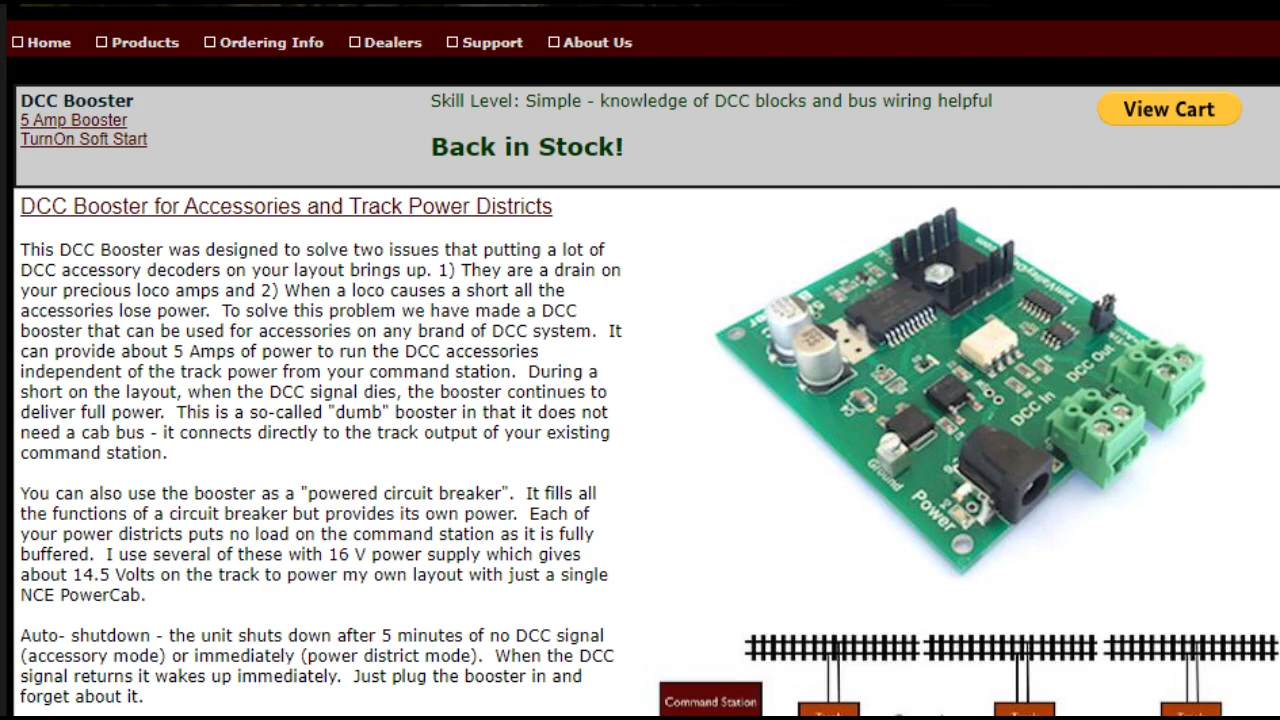 Home Products Ordering Info Dealers Support About Us
DCC Booster
5 Amp Booster
TurnOn Soft Start
Skill Level: Simple - knowledge of DCC blocks and bus wiring helpful
Back in Stock!
View Cart
DCC Booster for Accessories and Track Power Districts
This DCC Booster was designed to solve two issues that putting a lot of
DCC accessory decoders on your layout brings up. 1) They are a drain on
your precious loco amps and 2) When a loco causes a short all the
accessories lose power. To solve this problem we have made a DCC
booster that can be used for accessories on any brand of DCC system. It
can provide about 5 Amps of power to run the DCC accessories
independent of the track power from your command station. During a
short on the layout, when the DCC signal dies, the booster continues to
deliver full power. This is a so-called "dumb" booster in that it does not
need a cab bus - it connects directly to the track output of your existing
command station.
You can also use the booster as a "powered circuit breaker". It fills all
the functions of a circuit breaker but provides its own power. Each of
your power districts puts no load on the command station as it is fully
buffered. I use several of these with 16 V power supply which gives
about 14.5 Volts on the track to power my own layout with just a single
NCE PowerCab.
Auto- shutdown - the unit shuts down after 5 minutes of no DCC signal
(accessory mode) or immediately (power district mode). When the DCC
signal returns it wakes up immediately. Just plug the booster in and
forget about it.
DCC Out
DCC In
Ground
Power
Command Station